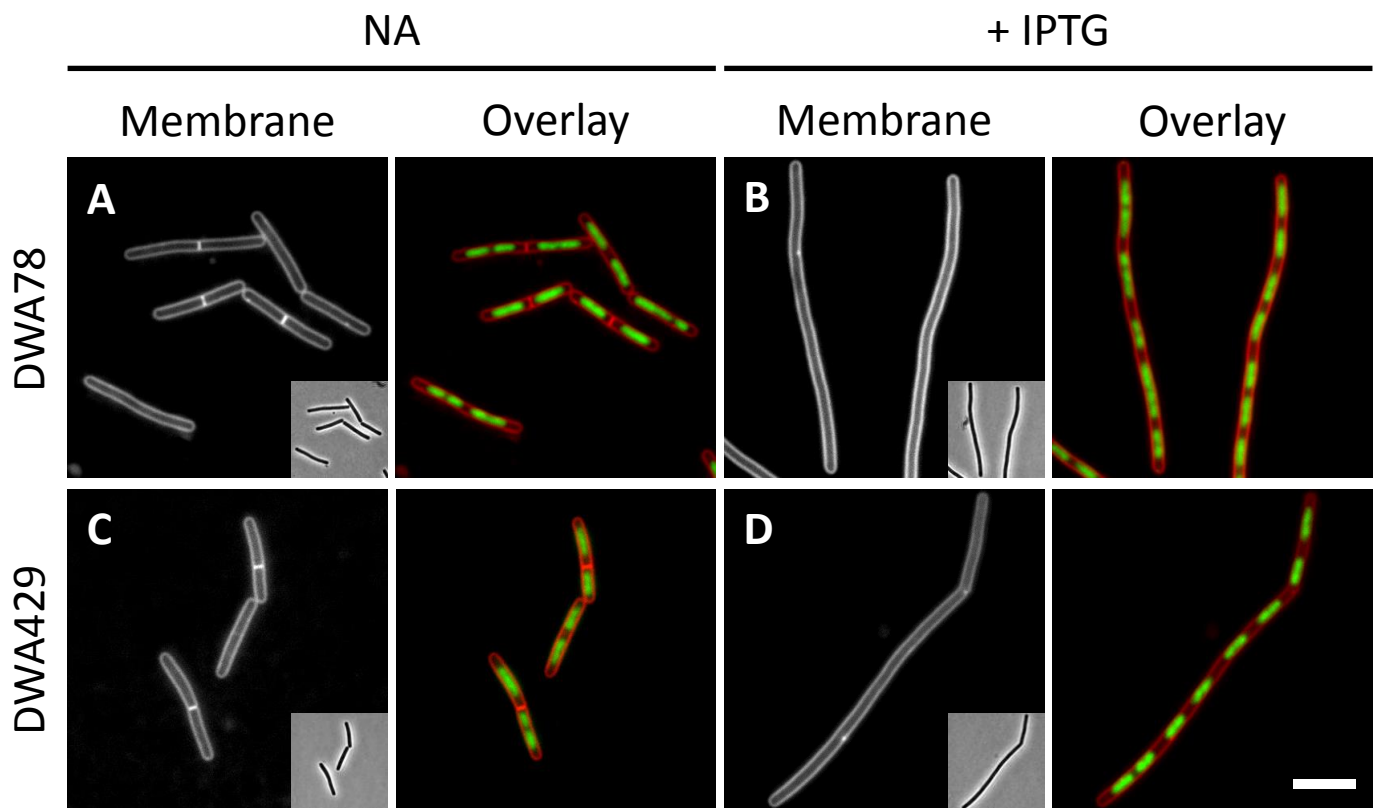 NA
+ IPTG
Membrane
Overlay
Membrane
Overlay
DWA78
A
B
DWA429
C
D